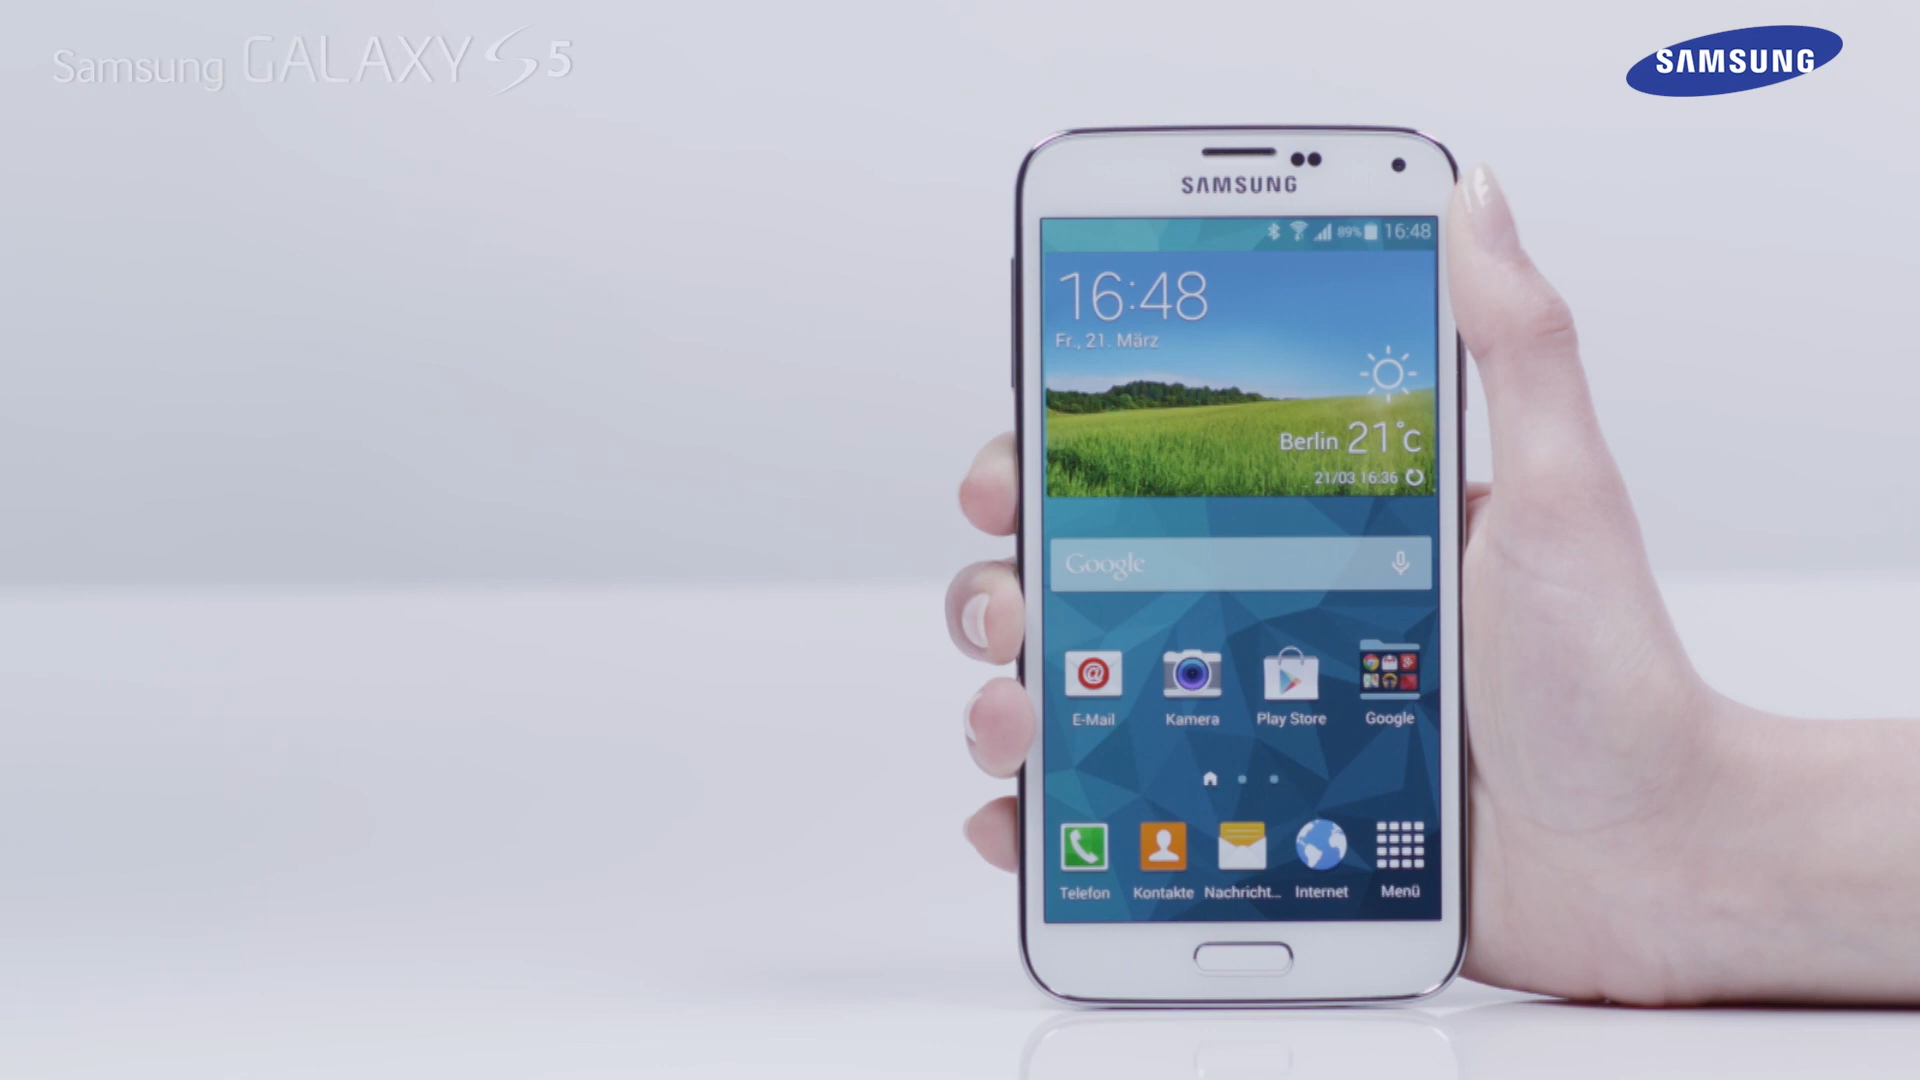 Samsung GALAXY S5
SAMSUNG
SAMSUNG
89% 16:48
16:48
Fr., 21. März
Berlin 21°C
21/03 16:36
Google
E-Mail Kamera Play Store Google
Telefon Kontakte Nachricht... Internet Menü